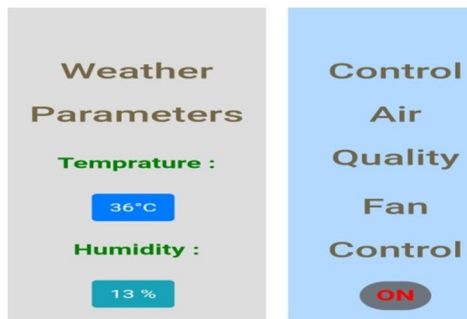 Weather
Parameters
Temprature :
36°C
Humidity :
13 %
Control
Air
Quality
Fan
Control
ON